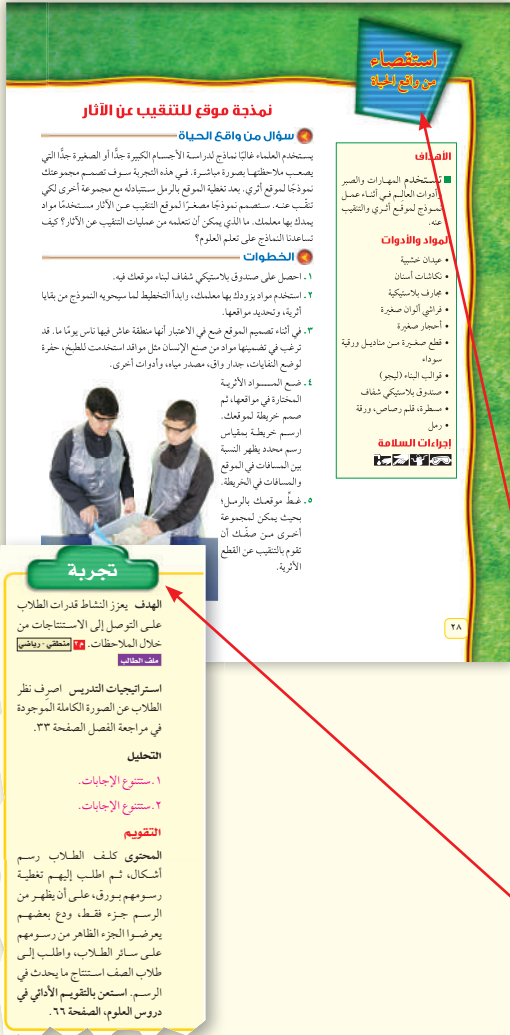 استقصاء
من واقع الحياة
نمذجة موقع للتنقيب عن الآثار
سؤال من واقع الحياة
يستخدم العلماء غالبًا نماذج لدراسة الأجسام الكبيرة جدًّا أو الصغيرة جدًّا التي
يصعب ملاحظتها بصورة مباشرة. في هذه التجربة سوف تصمم مجموعتك
نموذجًا لموقع أثري. بعد تغطية الموقع بالرمل ستتبادله مع مجموعة أخرى لكي
تنقّب عنه. ستصمم نموذجًا مصغرًا لموقع التنقيب عن الآثار مستخدمًا مواد
يمدك بها معلمك. ما الذي يمكن أن نتعلمه من عمليات التنقيب عن الآثار؟ كيف
تساعدنا النماذج على تعلم العلوم؟
الخطوات
١. احصل على صندوق بلاستيكي شفاف لبناء موقعك فيه.
٢. استخدم مواد يزودك بها معلمك، وابدأ التخطيط لما سيحويه النموذج من بقايا
أثرية، وتحديد مواقعها.
٣. في أثناء تصميم الموقع ضع في الاعتبار أنها منطقة عاش فيها ناس يومًا ما. قد
ترغب في تضمينها مواد من صنع الإنسان مثل مواقد استخدمت للطبخ، حفرة
لوضع النفايات، جدار واق، مصدر مياه، وأدوات أخرى.
٤. ضع المواد الأثرية
المختارة في مواقعها، ثم
صمم خريطة لموقعك.
ارسم خريطة بمقياس
رسم محدد يظهر النسبة
بين المسافات في الموقع
والمسافات في الخريطة.
٥. غطِّ موقعك بالرمل؛
بحيث يمكن لمجموعة
أخرى من صفّك أن
تقوم بالتنقيب عن القطع
الأثرية.
الأهداف
تستخدم المهارات والصبر
وأدوات العالِم في أثناء عمل
نموذج لموقع أثري والتنقيب
عنه.
المواد والأدوات
• عيدان خشبية
• نكاشات أسنان
• مجارف بلاستيكية
• فراشي ألوان صغيرة
• أحجار صغيرة
• قطع صغيرة من مناديل ورقية
سوداء
• قوالب البناء (ليجو)
• صندوق بلاستيكي شفاف
• مسطرة، قلم رصاص، ورقة
• رمل
إجراءات السلامة
٢٨
تجربة
الهدف يعزز النشاط قدرات الطلاب
على التوصل إلى الاستنتاجات من
خلال الملاحظات. م٢ منطقي - رياضي
ملف الطالب
استراتيجيات التدريس اصرِف نظر
الطلاب عن الصورة الكاملة الموجودة
في مراجعة الفصل الصفحة ٣٣.
التحليل
١. ستتنوع الإجابات.
٢. ستتنوع الإجابات.
التقويم
المحتوى كلف الطلاب رسم
أشكال، ثم اطلب إليهم تغطية
رسومهم بورق، على أن يظهر من
الرسم جزء فقط، ودع بعضهم
يعرضوا الجزء الظاهر من رسومهم
على سائر الطلاب، واطلب إلى
طلاب الصف استنتاج ما يحدث في
الرسم. استعن بالتقويم الأدائي في
دروس العلوم، الصفحة ٦٦.